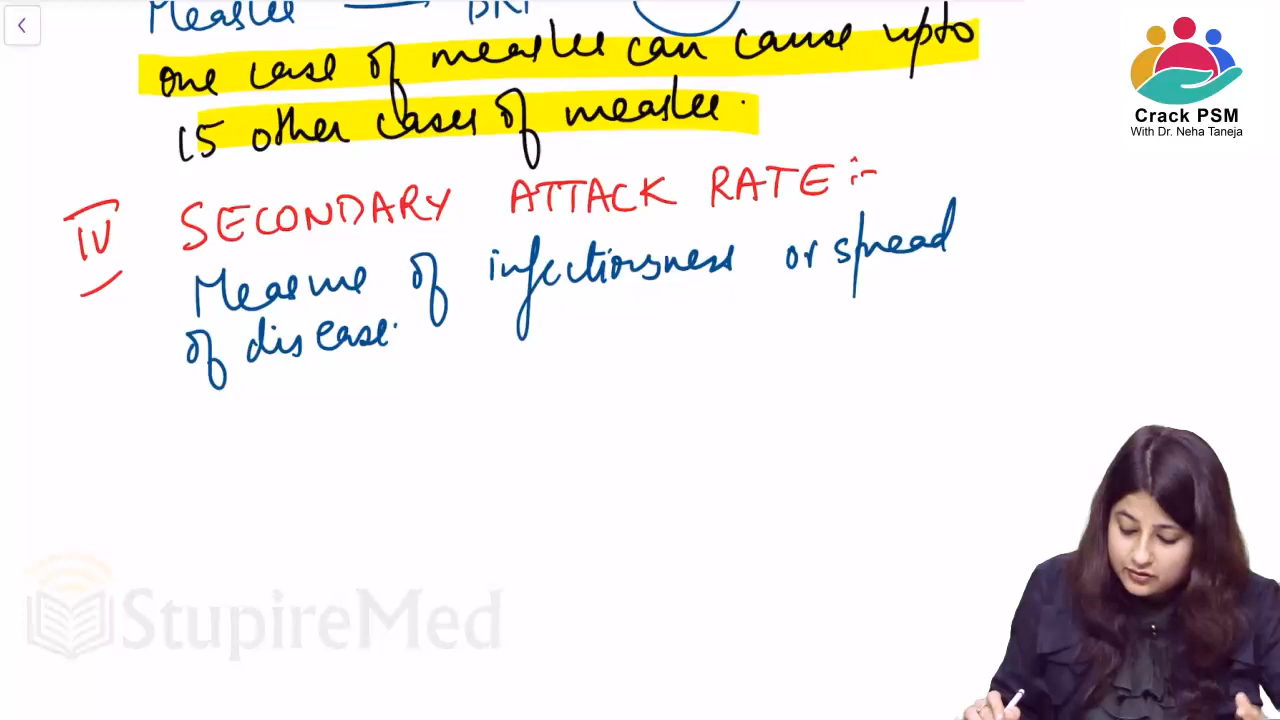 Measles → BRI
one case of measles can cause upto
15 other cases of measles.
Crack PSM
With Dr. Neha Taneja
IV SECONDARY ATTACK RATE :-
Measure of infectiousness or spread
of disease.
StupireMed